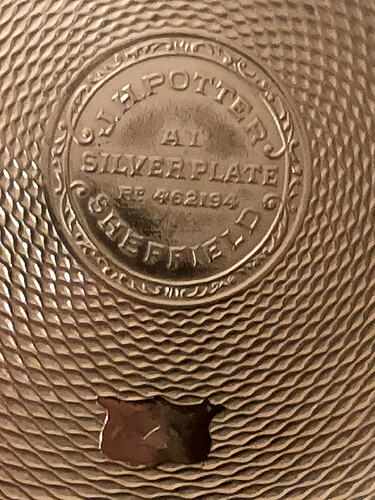 J.H. POTTER
A1
SILVER PLATE
RD 462194
SHEFFIELD